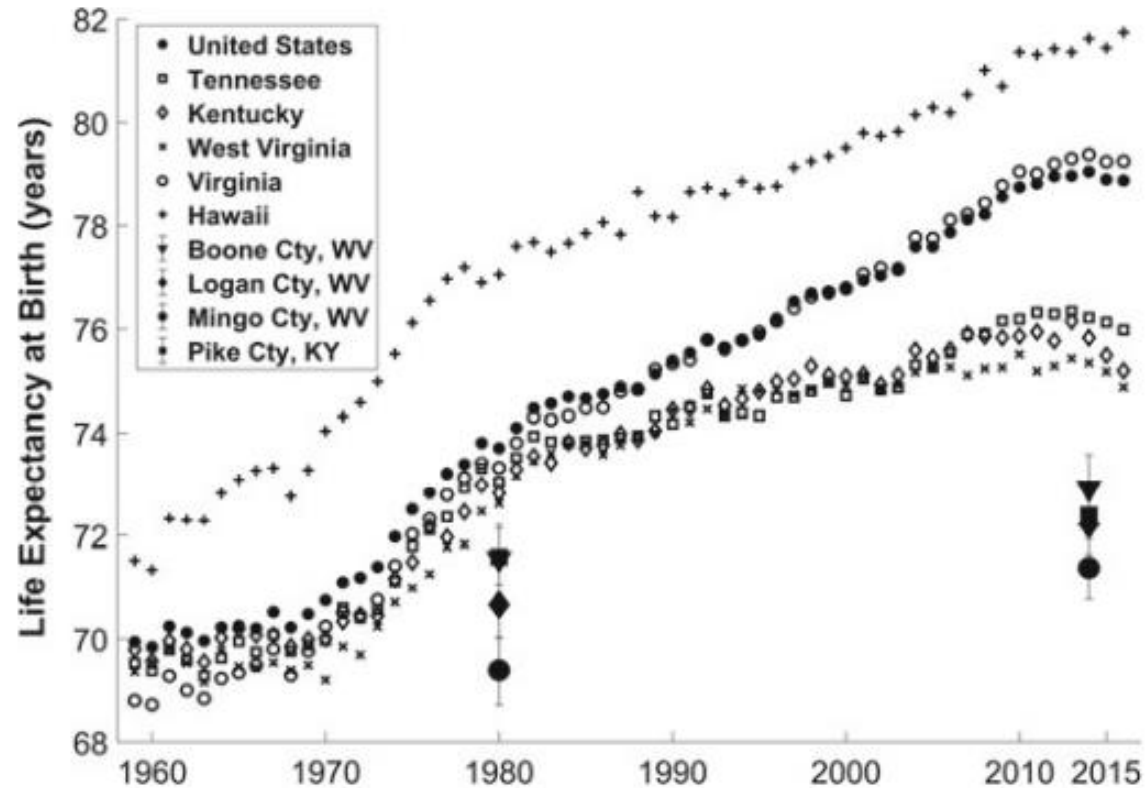 Life Expectancy at Birth (years)
82
80
78
76
74
72
70
68
United States
Tennessee
Kentucky
West Virginia
Virginia
Hawaii
Boone Cty, WV
Logan Cty, WV
Mingo Cty, WV
Pike Cty, KY
1960 1970 1980 1990 2000 2010 2015